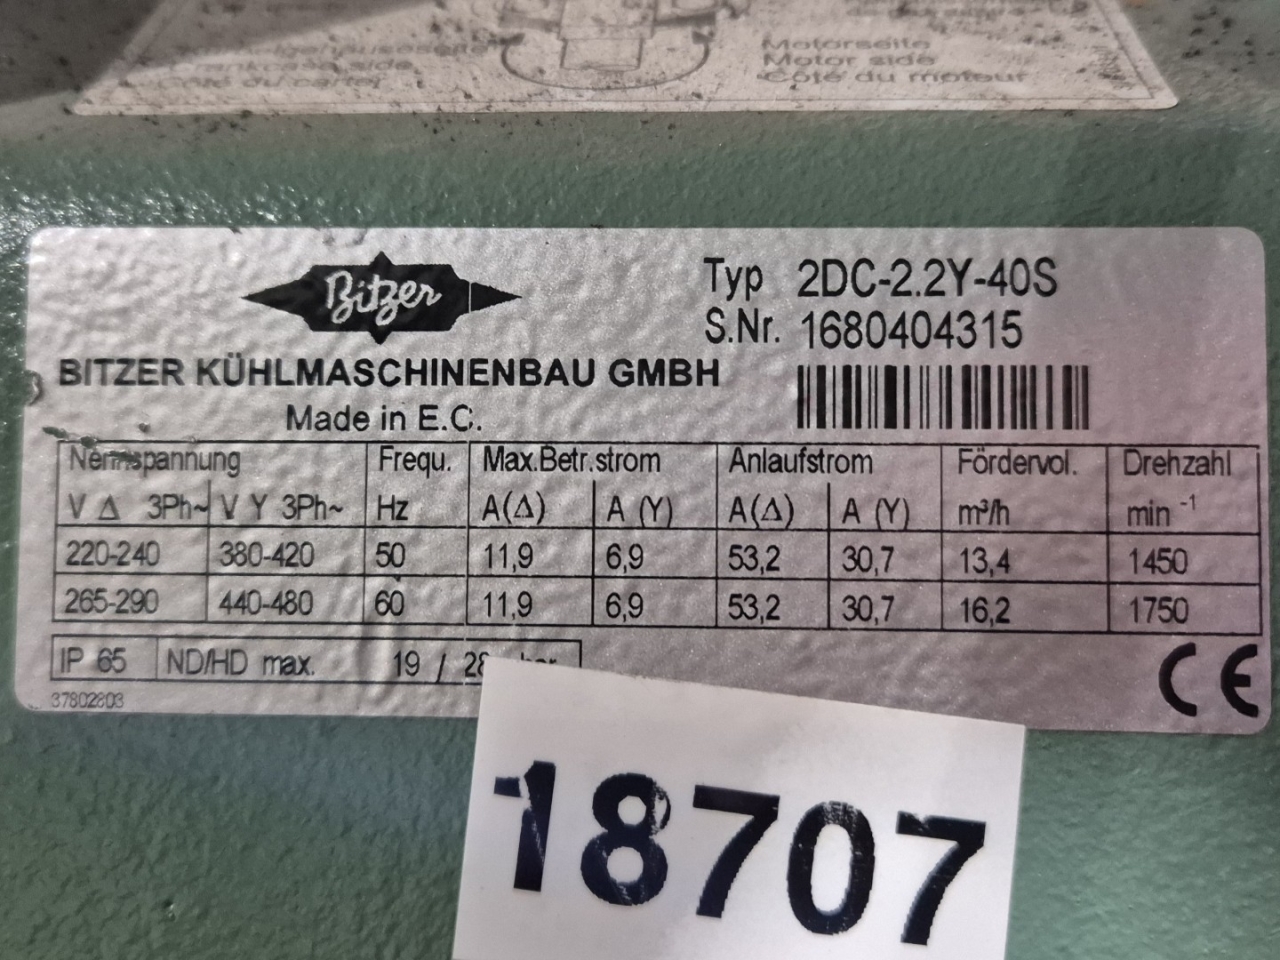 Motorseite
Motor side
Côté du moteur
Bitzer
Typ 2DC-2.2Y-40S
S.Nr. 1680404315
BITZER KÜHLMASCHINENBAU GMBH
Made in E.C.
Nennspannung Frequ. Max.Betr.strom Anlaufstrom Fördervol. Drehzahl
V Δ 3Ph~ V Y 3Ph~ Hz A(Δ) A (Y) A(Δ) A (Y) m³/h min -1
220-240 380-420 50 11,9 6,9 53,2 30,7 13,4 1450
265-290 440-480 60 11,9 6,9 53,2 30,7 16,2 1750
IP 65 ND/HD max. 19 / 28 bar
CE
37802803
18707